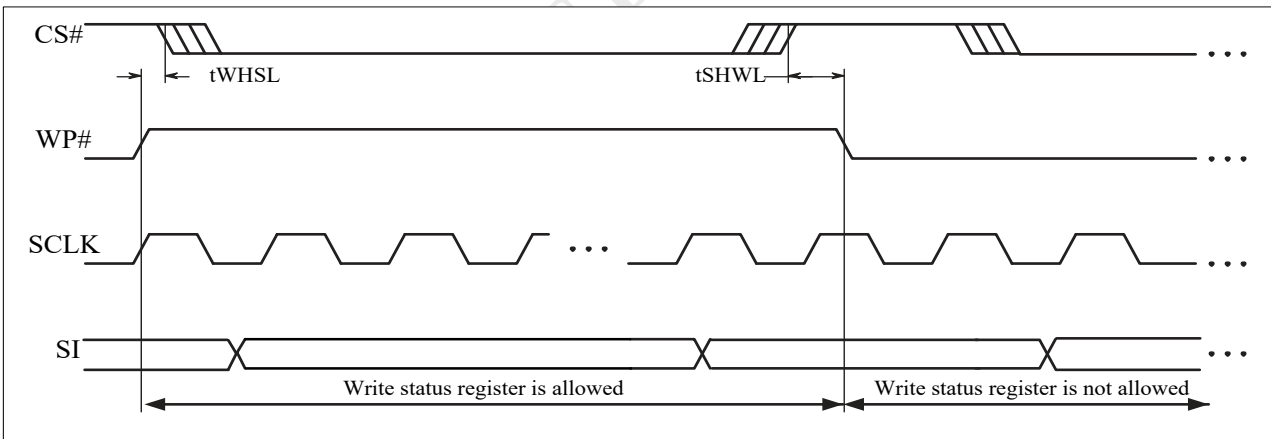 CS#
tWHSL
tSHWL
WP#
SCLK
SI
Write status register is allowed
Write status register is not allowed